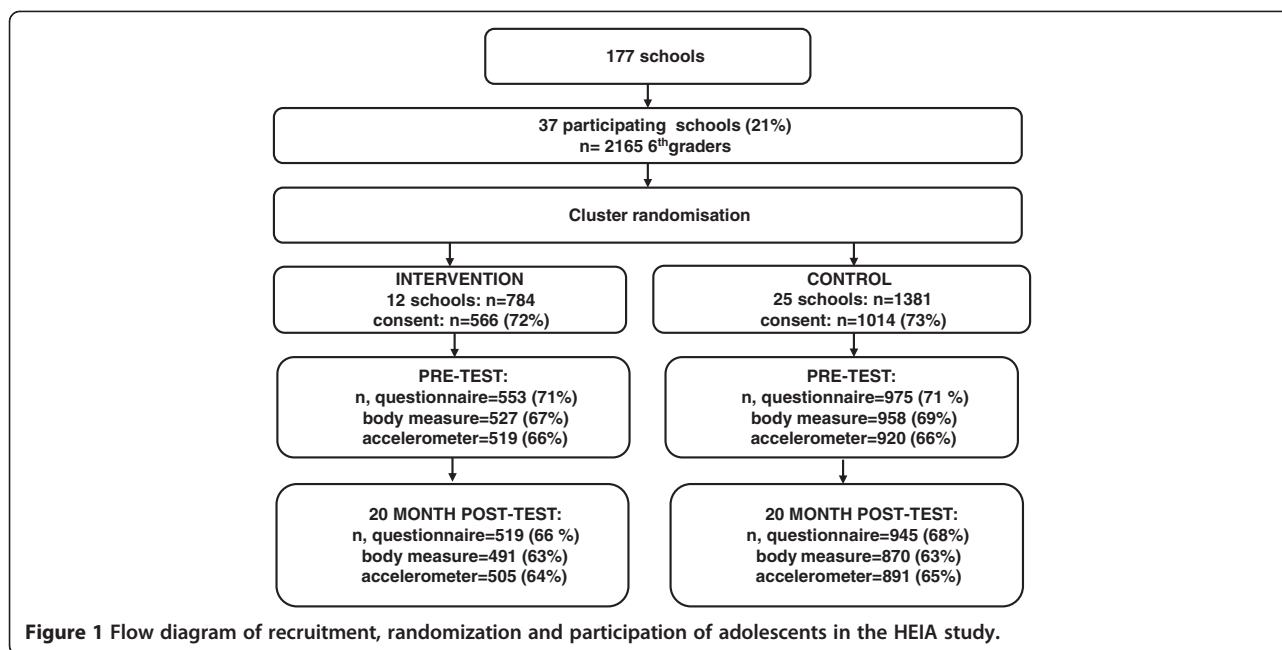 177 schools
37 participating schools (21%)
n= 2165 6th graders
Cluster randomisation
INTERVENTION
12 schools: n=784
consent: n=566 (72%)
CONTROL
25 schools: n=1381
consent: n=1014 (73%)
PRE-TEST:
n, questionnaire=553 (71%)
body measure=527 (67%)
accelerometer=519 (66%)
PRE-TEST:
n, questionnaire=975 (71 %)
body measure=958 (69%)
accelerometer=920 (66%)
20 MONTH POST-TEST:
n, questionnaire=519 (66 %)
body measure=491 (63%)
accelerometer=505 (64%)
20 MONTH POST-TEST:
n, questionnaire=945 (68%)
body measure=870 (63%)
accelerometer=891 (65%)
Figure 1 Flow diagram of recruitment, randomization and participation of adolescents in the HEIA study.